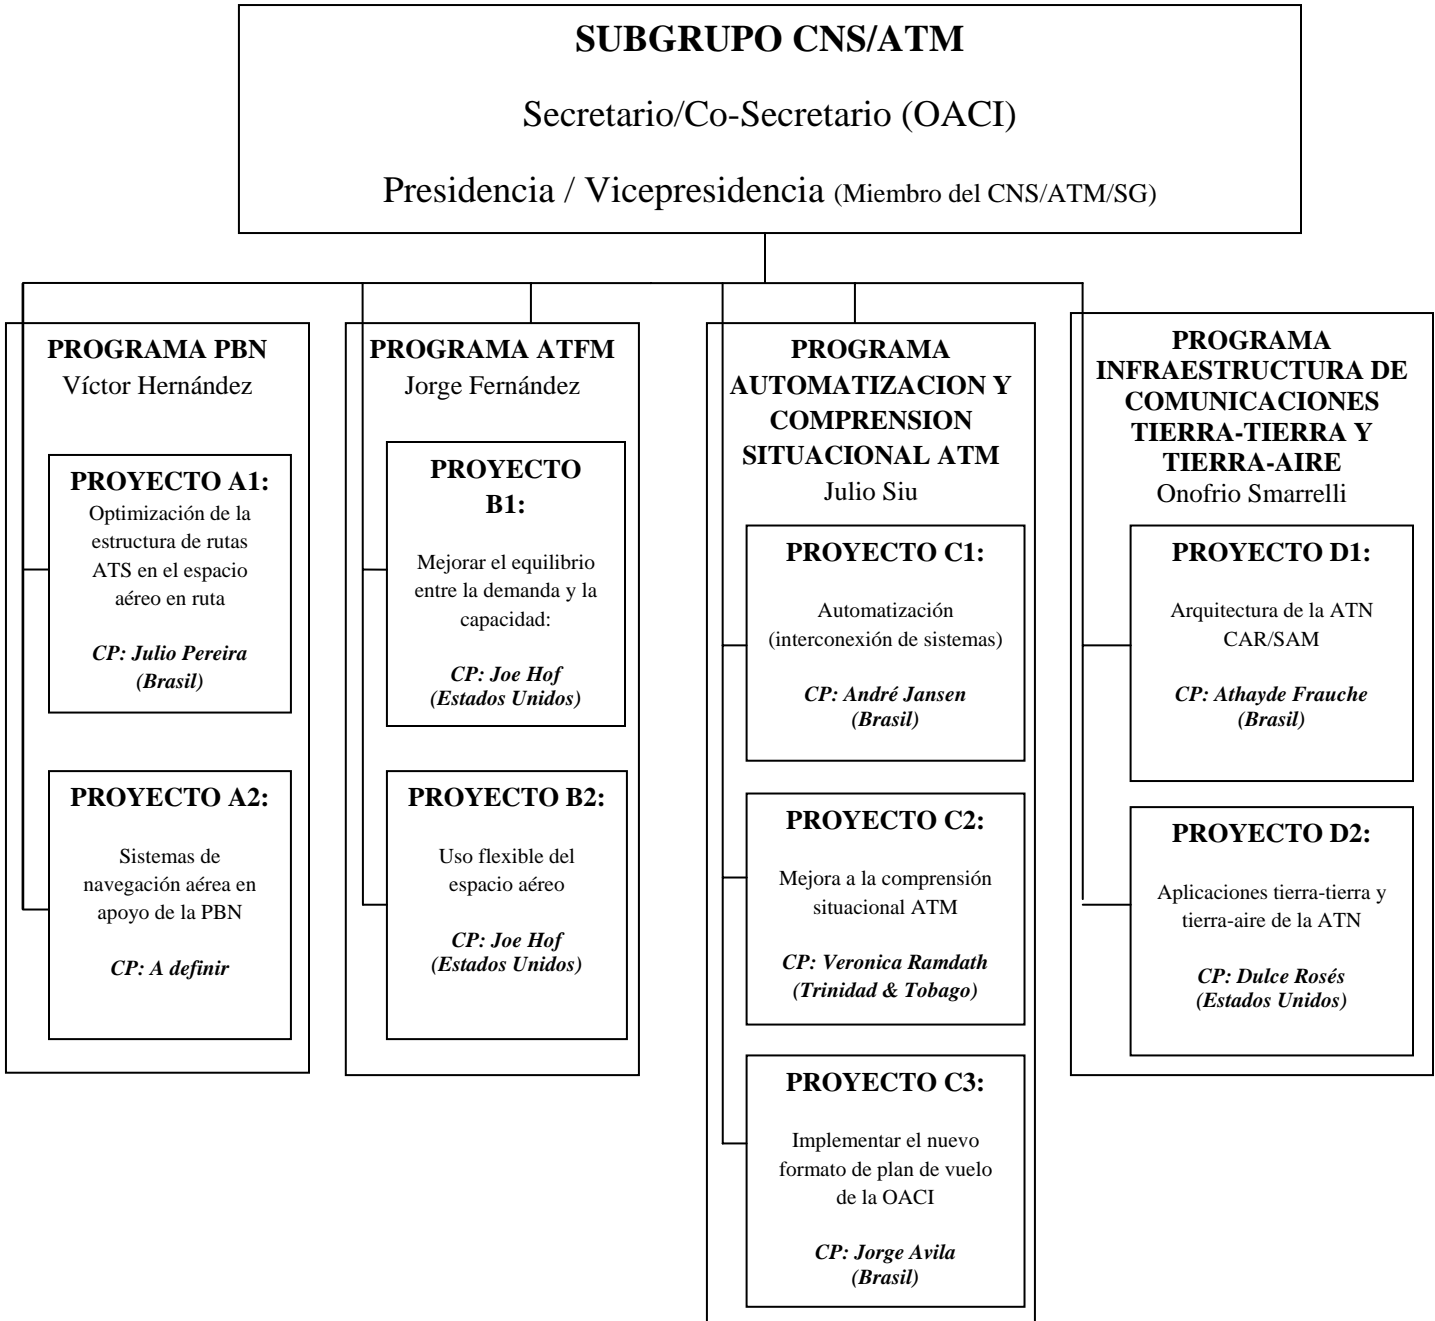 SUBGRUPO CNS/ATM
Secretario/Co-Secretario (OACI)
Presidencia / Vicepresidencia (Miembro del CNS/ATM/SG)
PROGRAMA PBN
Víctor Hernández
PROYECTO A1:
Optimización de la
estructura de rutas
ATS en el espacio
aéreo en ruta
CP: Julio Pereira
(Brasil)
PROYECTO A2:
Sistemas de
navegación aérea en
apoyo de la PBN
CP: A definir
PROGRAMA ATFM
Jorge Fernández
PROYECTO
B1:
Mejorar el equilibrio
entre la demanda y la
capacidad:
CP: Joe Hof
(Estados Unidos)
PROYECTO B2:
Uso flexible del
espacio aéreo
CP: Joe Hof
(Estados Unidos)
PROGRAMA
AUTOMATIZACION Y
COMPRENSION
SITUACIONAL ATM
Julio Siu
PROYECTO C1:
Automatización
(interconexión de sistemas)
CP: André Jansen
(Brasil)
PROYECTO C2:
Mejora a la comprensión
situacional ATM
CP: Veronica Ramdath
(Trinidad & Tobago)
PROYECTO C3:
Implementar el nuevo
formato de plan de vuelo
de la OACI
CP: Jorge Avila
(Brasil)
PROGRAMA
INFRAESTRUCTURA DE
COMUNICACIONES
TIERRA-TIERRA Y
TIERRA-AIRE
Onofrio Smarrelli
PROYECTO D1:
Arquitectura de la ATN
CAR/SAM
CP: Athayde Frauche
(Brasil)
PROYECTO D2:
Aplicaciones tierra-tierra y
tierra-aire de la ATN
CP: Dulce Rosés
(Estados Unidos)